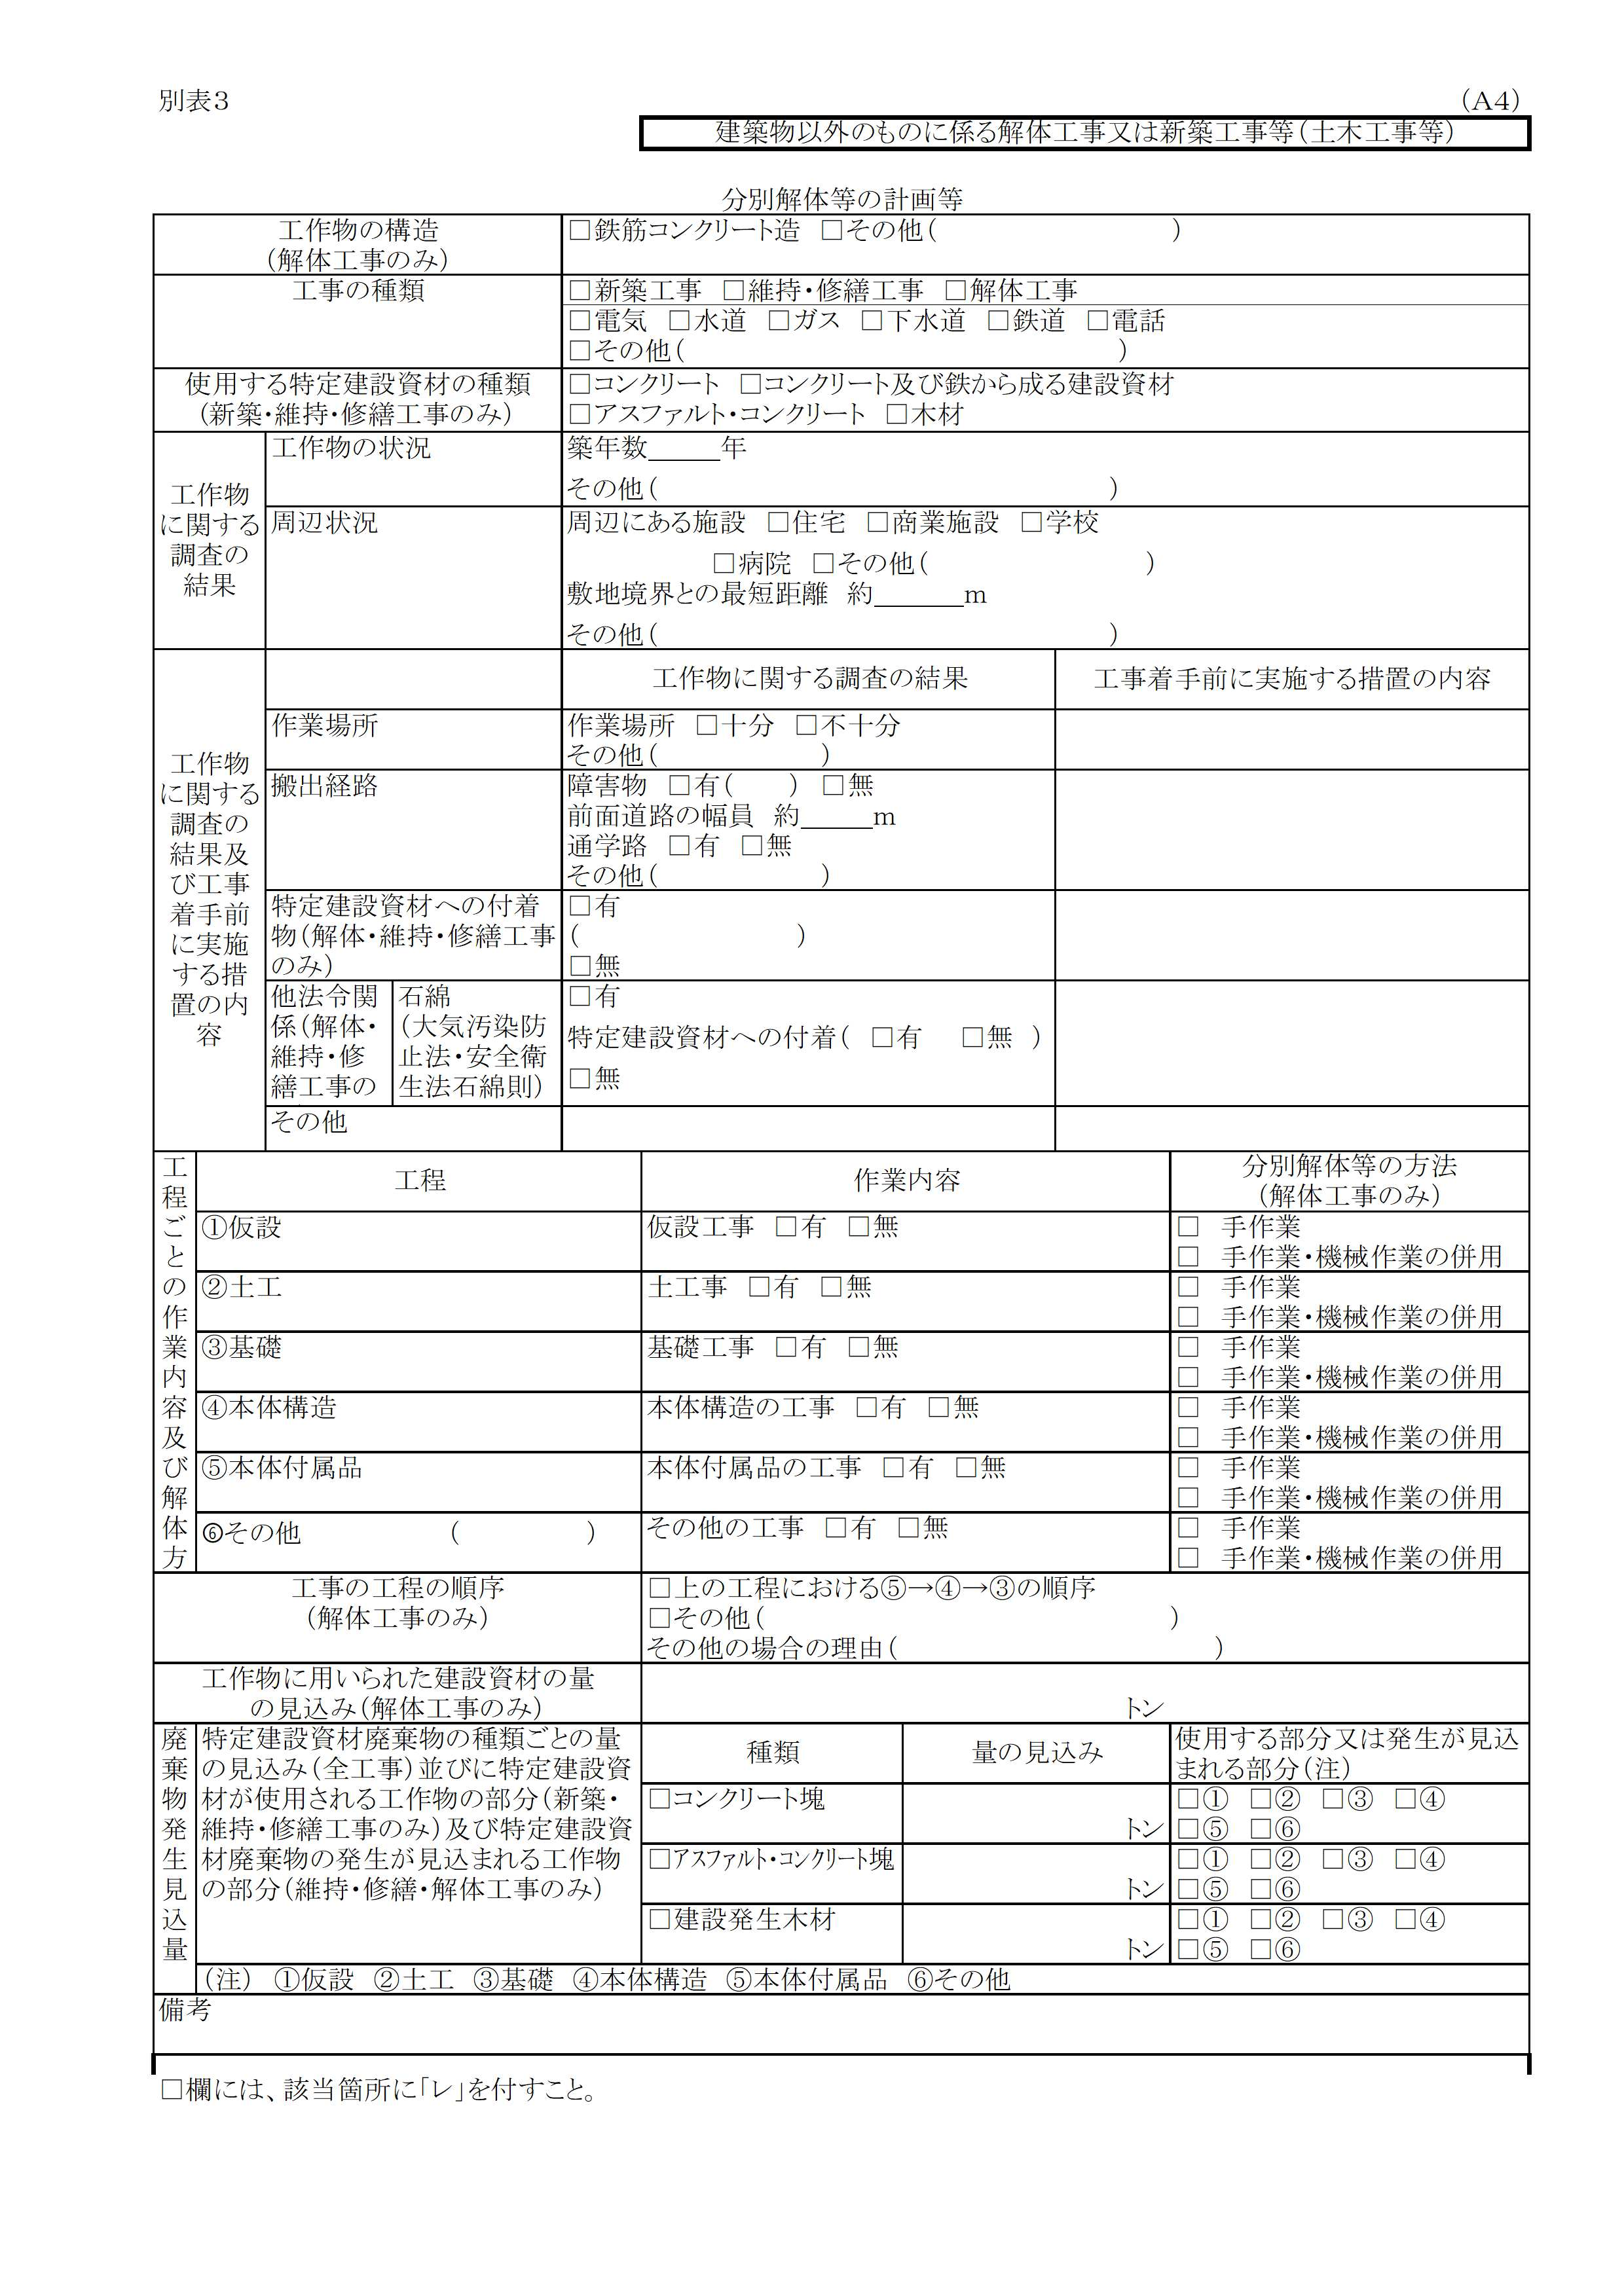 別表3
（A4）
建築物以外のものに係る解体工事又は新築工事等（土木工事等）
分別解体等の計画等
工作物の構造
（解体工事のみ）
□鉄筋コンクリート造　□その他（　　　　　　　　　）
工事の種類
□新築工事　□維持・修繕工事　□解体工事
□電気　□水道　□ガス　□下水道　□鉄道　□電話
□その他（　　　　　　　　　　　　　　　　）
使用する特定建設資材の種類
（新築・維持・修繕工事のみ）
□コンクリート　□コンクリート及び鉄から成る建設資材
□アスファルト・コンクリート　□木材
工作物
に関する
調査の
結果
工作物の状況
築年数＿＿＿年
その他（　　　　　　　　　　　　　　　　　）
周辺状況
周辺にある施設　□住宅　□商業施設　□学校
□病院　□その他（　　　　　　　　）
敷地境界との最短距離　約＿＿＿＿m
その他（　　　　　　　　　　　　　　　　　）
工作物
に関する
調査の
結果及
び工事
着手前
に実施
する措
置の内
容
工作物に関する調査の結果
工事着手前に実施する措置の内容
作業場所
作業場所　□十分　□不十分
その他（　　　　　　）
搬出経路
障害物　□有（　　）　□無
前面道路の幅員　約＿＿＿m
通学路　□有　□無
その他（　　　　　　）
特定建設資材への付着
物（解体・維持・修繕工事
のみ）
□有
（　　　　　　　　）
□無
他法令関
係（解体・
維持・修
繕工事の
石綿
（大気汚染防
止法・安全衛
生法石綿則）
□有
特定建設資材への付着（　□有　　□無　）
□無
その他
工
程
ご
と
の
作
業
内
容
及
び
解
体
方
工程
作業内容
分別解体等の方法
（解体工事のみ）
①仮設
仮設工事　□有　□無
□　手作業
□　手作業・機械作業の併用
②土工
土工事　□有　□無
□　手作業
□　手作業・機械作業の併用
③基礎
基礎工事　□有　□無
□　手作業
□　手作業・機械作業の併用
④本体構造
本体構造の工事　□有　□無
□　手作業
□　手作業・機械作業の併用
⑤本体付属品
本体付属品の工事　□有　□無
□　手作業
□　手作業・機械作業の併用
⑥その他　　　　　（　　　　　）
その他の工事　□有　□無
□　手作業
□　手作業・機械作業の併用
工事の工程の順序
（解体工事のみ）
□上の工程における⑤→④→③の順序
□その他（　　　　　　　　　　　　　　　）
その他の場合の理由（　　　　　　　　　　　　）
工作物に用いられた建設資材の量
の見込み（解体工事のみ）
トン
廃
棄
物
発
生
見
込
量
特定建設資材廃棄物の種類ごとの量
の見込み（全工事）並びに特定建設資
材が使用される工作物の部分（新築・
維持・修繕工事のみ）及び特定建設資
材廃棄物の発生が見込まれる工作物
の部分（維持・修繕・解体工事のみ）
種類
量の見込み
使用する部分又は発生が見込
まれる部分（注）
□コンクリート塊
トン
□①　□②　□③　□④
□⑤　□⑥
□アスファルト・コンクリート塊
トン
□①　□②　□③　□④
□⑤　□⑥
□建設発生木材
トン
□①　□②　□③　□④
□⑤　□⑥
（注）　①仮設　②土工　③基礎　④本体構造　⑤本体付属品　⑥その他
備考
□欄には、該当箇所に「レ」を付すこと。